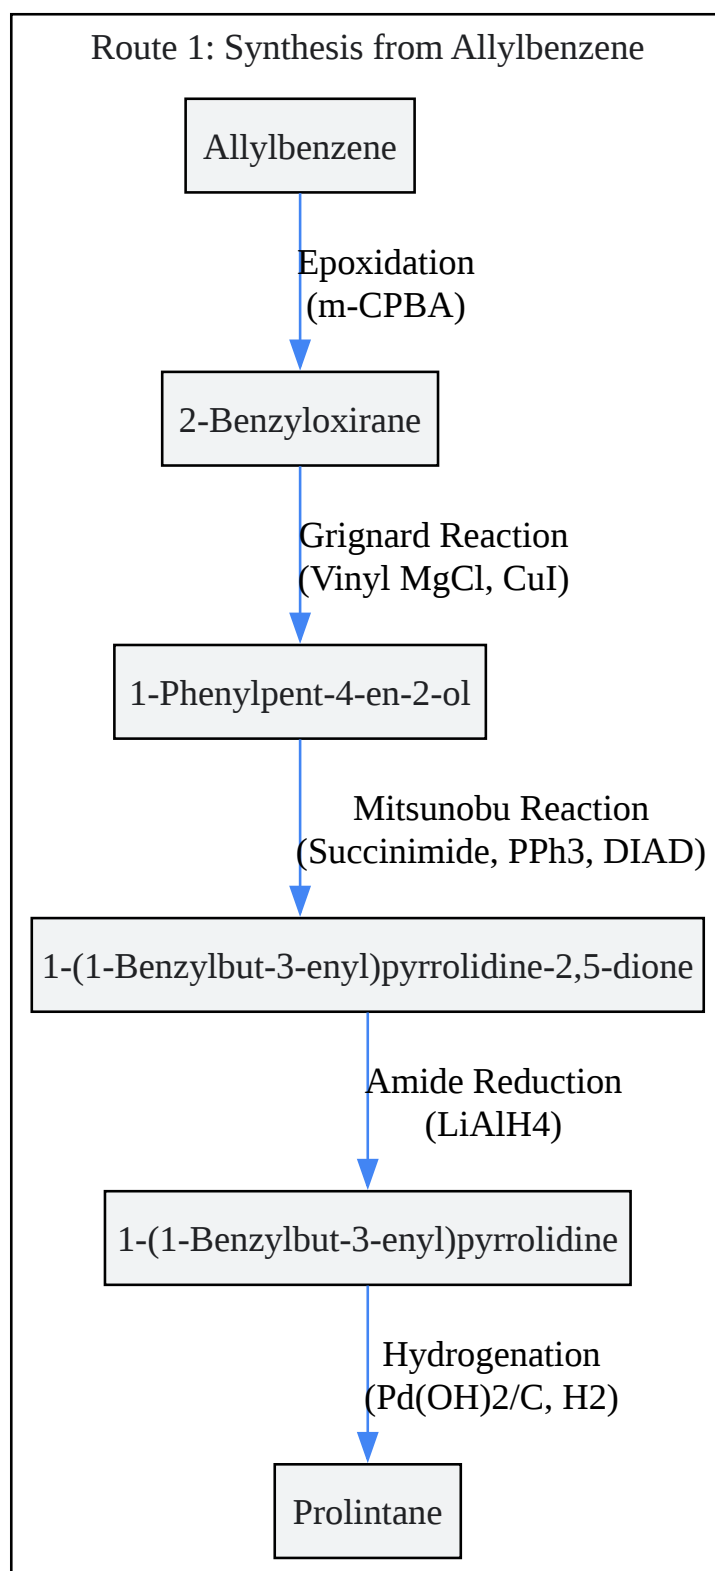 Route 1: Synthesis from Allylbenzene
Allylbenzene
Epoxidation
(m-CPBA)
2-Benzyloxirane
Grignard Reaction
(Vinyl MgCl, CuI)
1-Phenylpent-4-en-2-ol
Mitsunobu Reaction
(Succinimide, PPh3, DIAD)
1-(1-Benzylbut-3-enyl)pyrrolidine-2,5-dione
Amide Reduction
(LiAlH4)
1-(1-Benzylbut-3-enyl)pyrrolidine
Hydrogenation
(Pd(OH)2/C, H2)
Prolintane